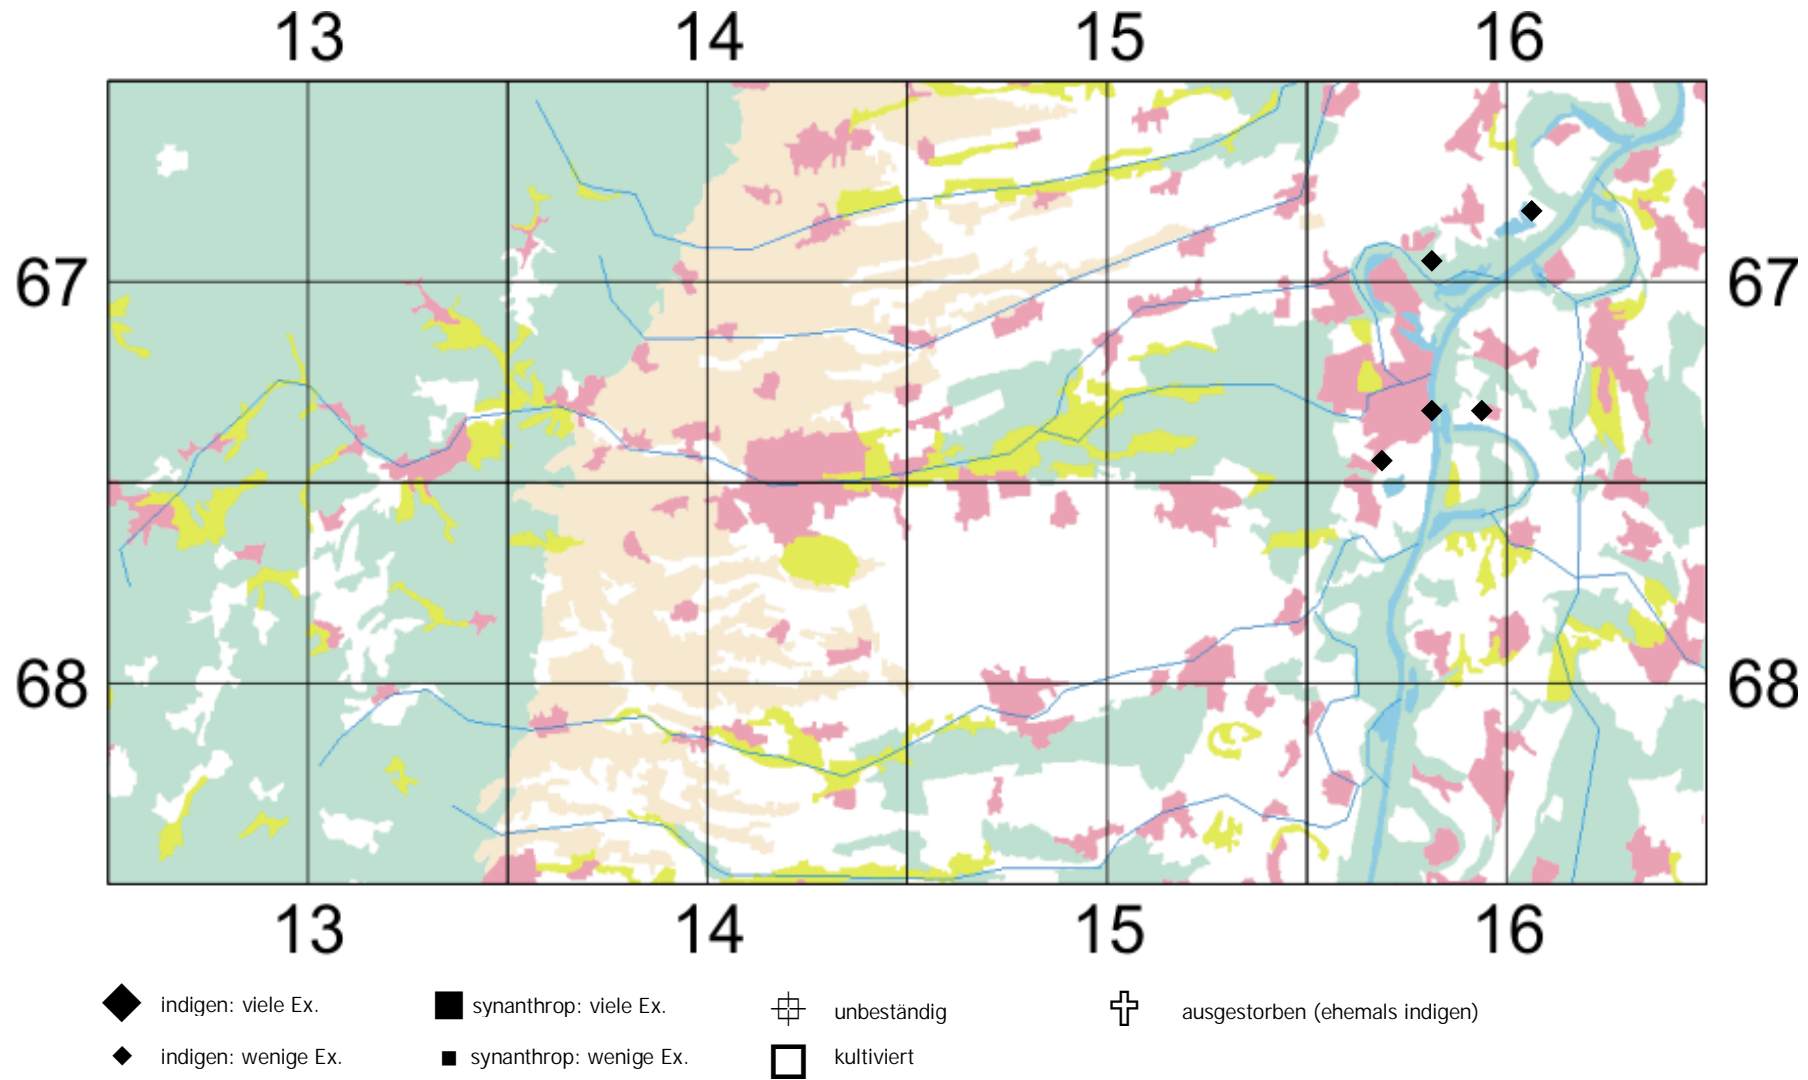 13 14 15 16
67 67
68 68
13 14 15 16
indigen: viele Ex. synanthrop: viele Ex. unbeständig ausgestorben (ehemals indigen)
indigen: wenige Ex. synanthrop: wenige Ex. kultiviert